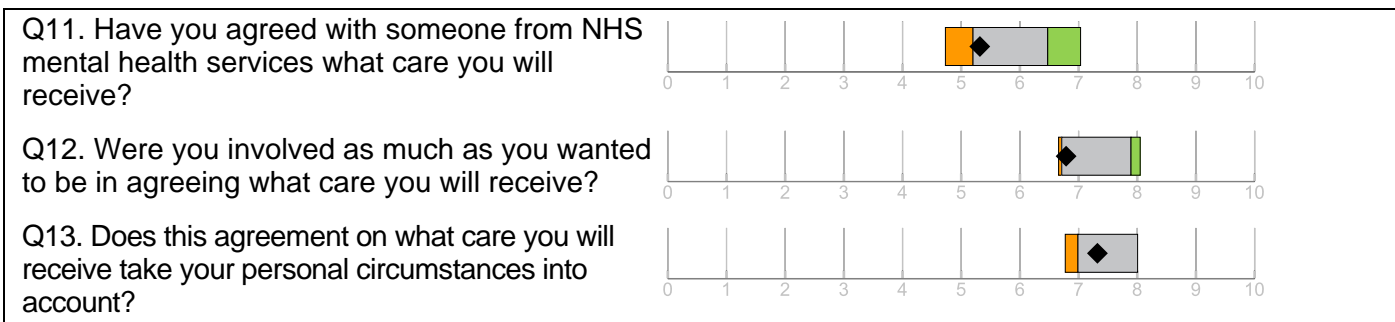 Q11. Have you agreed with someone from NHS
mental health services what care you will
receive?
0 1 2 3 4 5 6 7 8 9 10
Q12. Were you involved as much as you wanted
to be in agreeing what care you will receive?
0 1 2 3 4 5 6 7 8 9 10
Q13. Does this agreement on what care you will
receive take your personal circumstances into
account?
0 1 2 3 4 5 6 7 8 9 10